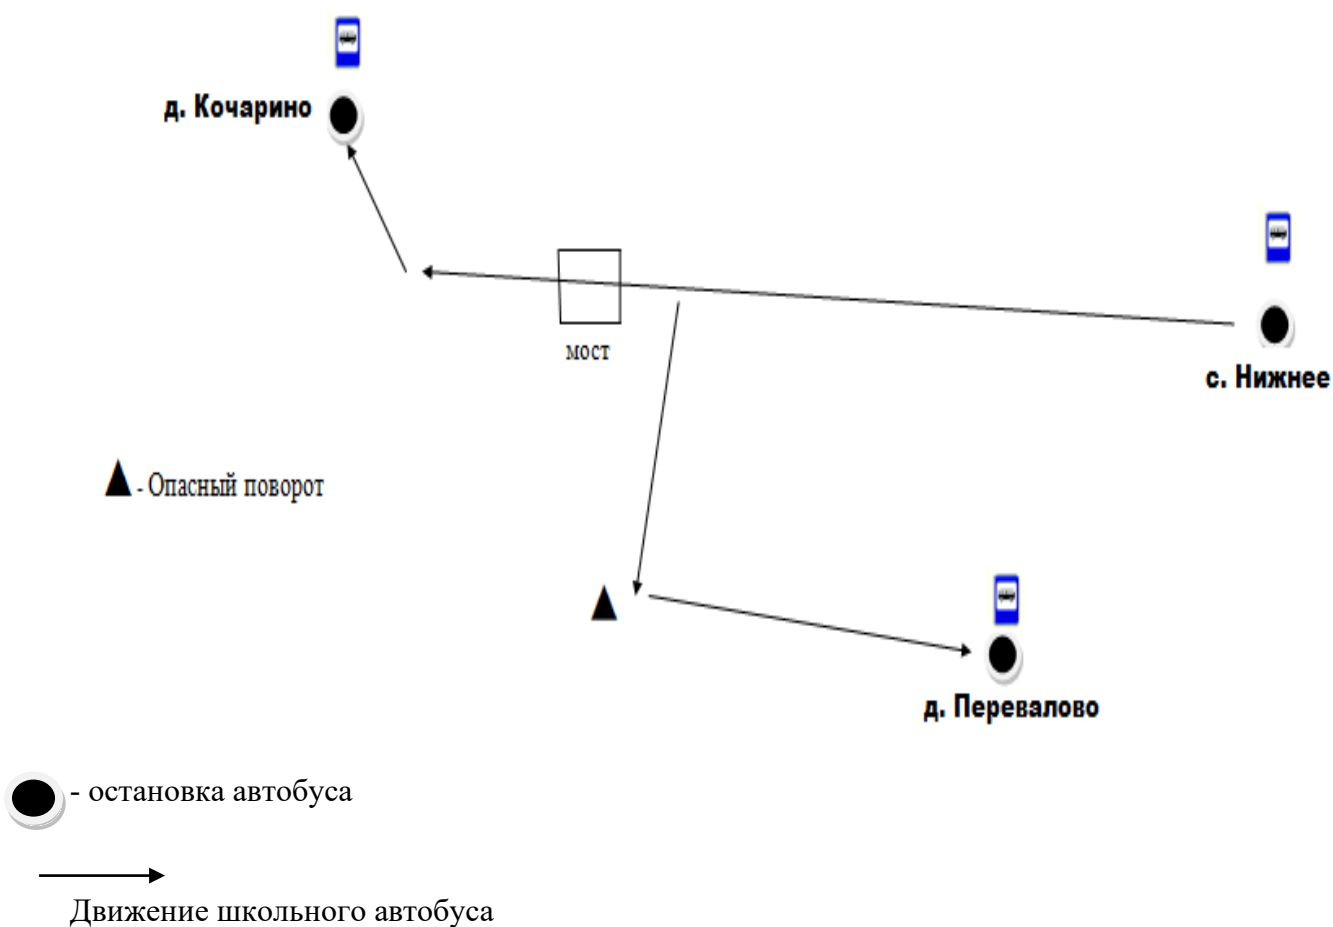 д. Кочарино
мост
с. Нижнее
- Опасный поворот
д. Перевалово
- остановка автобуса
Движение школьного автобуса